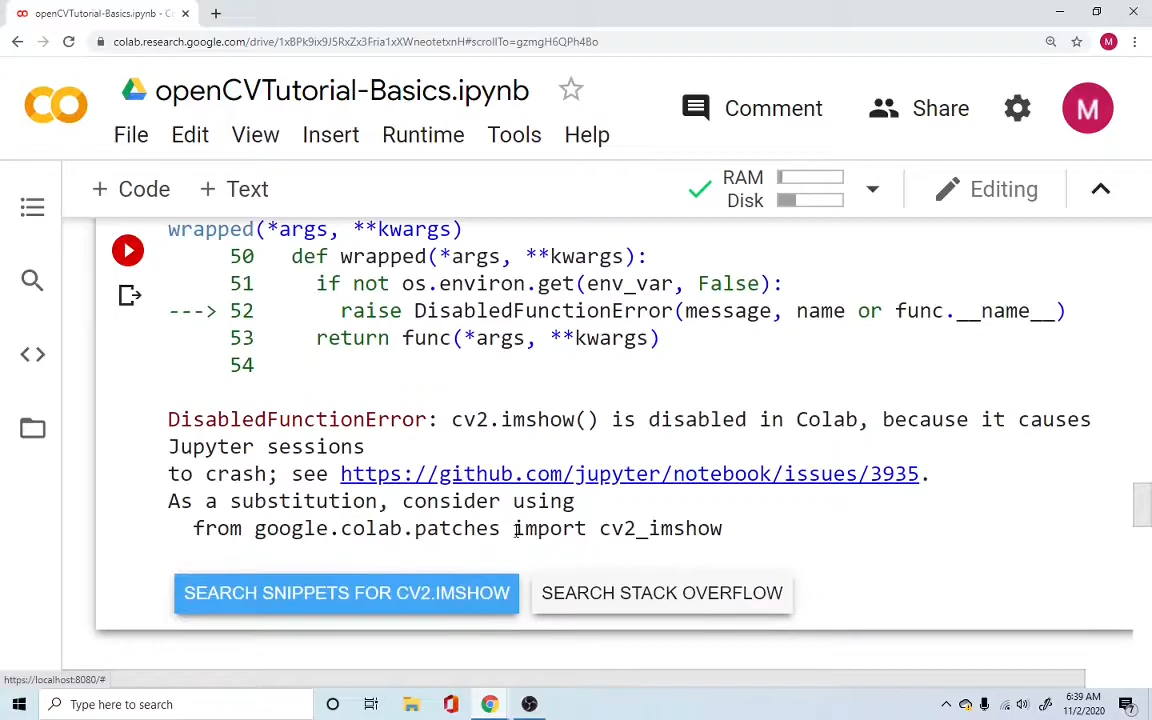 openCVTutorial-Basics.ipynb - C
colab.research.google.com/drive/1xBPk9ix9J5RxZx3Fria1xXWneotetxnH#scrollTo=gzmgH6QPh4Bo
M
CO
openCVTutorial-Basics.ipynb
Comment
Share
M
File Edit View Insert Runtime Tools Help
+ Code + Text
RAM
Disk
Editing
wrapped(*args, **kwargs)
50 def wrapped(*args, **kwargs):
51 if not os.environ.get(env_var, False):
---> 52 raise DisabledFunctionError(message, name or func.__name__)
53 return func(*args, **kwargs)
54
DisabledFunctionError: cv2.imshow() is disabled in Colab, because it causes
Jupyter sessions
to crash; see https://github.com/jupyter/notebook/issues/3935.
As a substitution, consider using
from google.colab.patches import cv2_imshow
SEARCH SNIPPETS FOR CV2.IMSHOW
SEARCH STACK OVERFLOW
https://localhost:8080/#
Type here to search
6:39 AM
11/2/2020
7